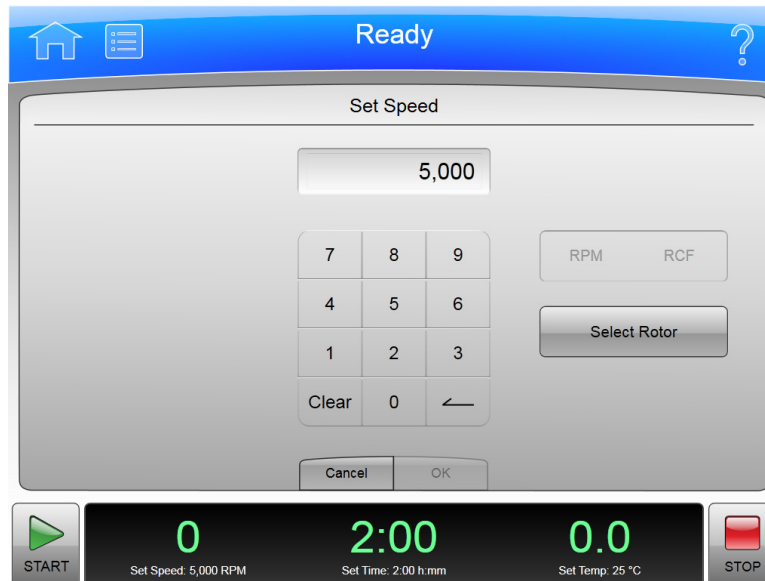 Ready
?
Set Speed
5,000
7 8 9
RPM RCF
4 5 6
Select Rotor
1 2 3
Clear 0
Cancel OK
START
0 2:00 0.0
Set Speed: 5,000 RPM Set Time: 2:00 h:mm Set Temp: 25 °C
STOP